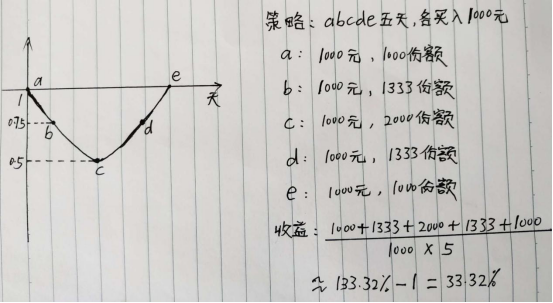 策略：abcde五天，各买入1000元
a：1000元，1000份额
b：1000元，1333份额
c：1000元，2000份额
d：1000元，1333份额
e：1000元，1000份额
收益：1000+1333+2000+1333+1000
1000×5
≈133.32%-1=33.32%
a
e
1
天
0.75
b
d
0.5
c